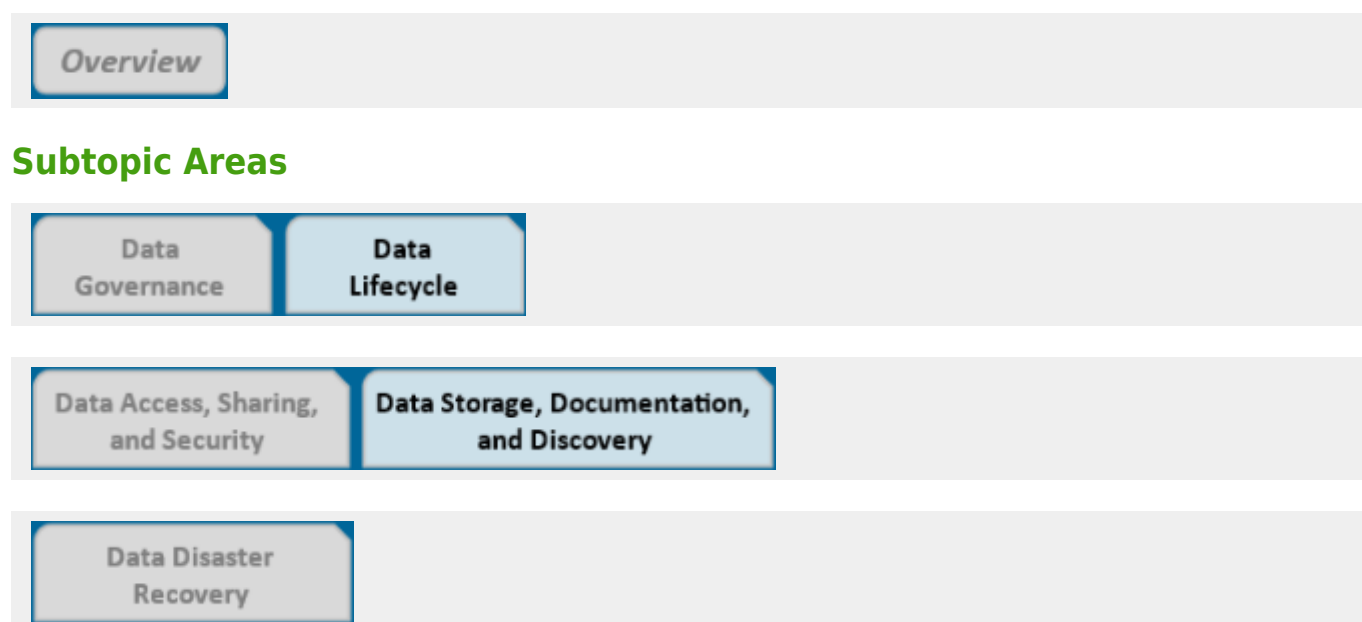 Overview
Subtopic Areas
Data
Governance
Data
Lifecycle
Data Access, Sharing,
and Security
Data Storage, Documentation,
and Discovery
Data Disaster
Recovery